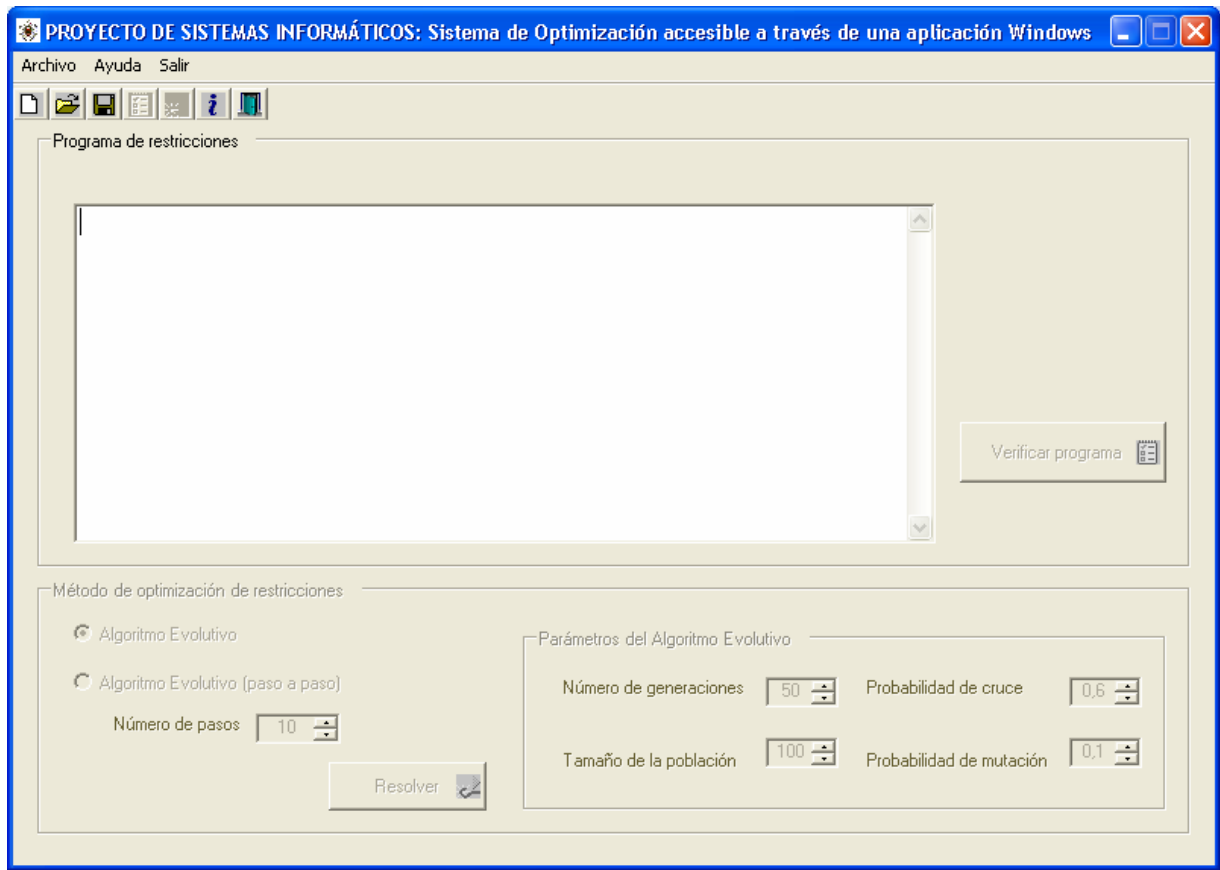 PROYECTO DE SISTEMAS INFORMÁTICOS: Sistema de Optimización accesible a través de una aplicación Windows
Archivo Ayuda Salir
Programa de restricciones
Verificar programa
Método de optimización de restricciones
Algoritmo Evolutivo
Algoritmo Evolutivo (paso a paso)
Número de pasos 10
Resolver
Parámetros del Algoritmo Evolutivo
Número de generaciones 50 Probabilidad de cruce 0,6
Tamaño de la población 100 Probabilidad de mutación 0,1